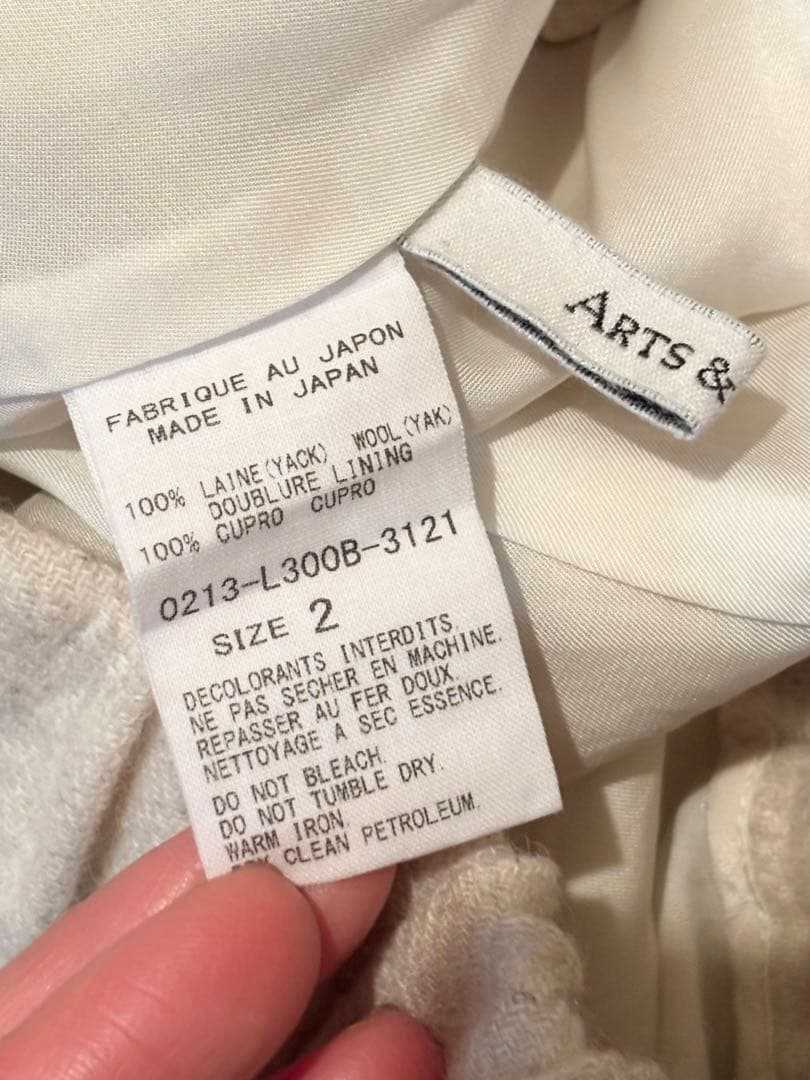 ARTS &
FABRIQUE AU JAPON
MADE IN JAPAN
100% LAINE(YACK) WOOL(YAK)
DOUBLURE LINING
100% CUPRO CUPRO
0213-L300B-3121
SIZE 2
DECOLORANTS INTERDITS.
NE PAS SECHER EN MACHINE.
REPASSER AU FER DOUX.
NETTOYAGE A SEC ESSENCE.
DO NOT BLEACH.
DO NOT TUMBLE DRY.
WARM IRON.
CLEAN PETROLEUM.